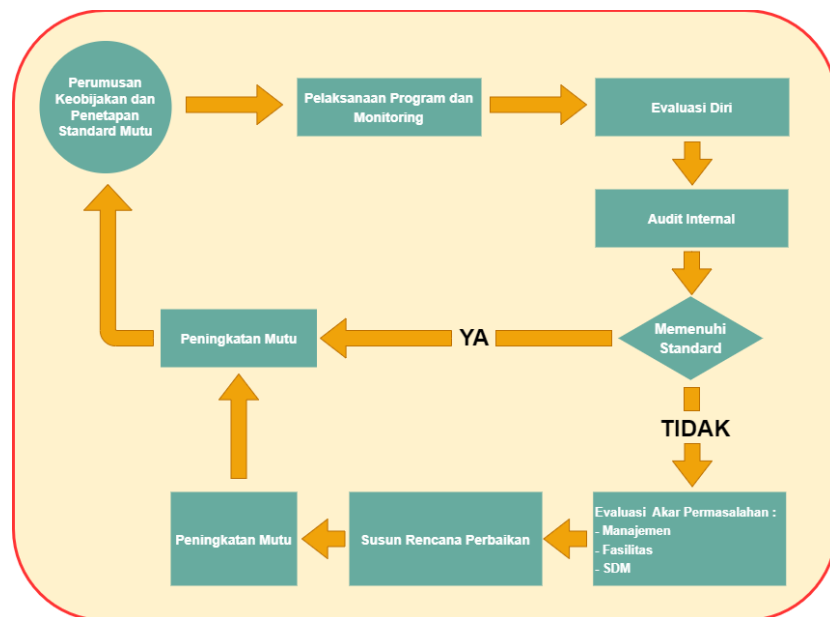 Perumusan
Keobijakan dan
Penetapan
Standard Mutu
Pelaksanaan Program dan
Monitoring
Evaluasi Diri
Audit Internal
Memenuhi
Standard
YA
Peningkatan Mutu
TIDAK
Evaluasi Akar Permasalahan :
- Manajemen
- Fasilitas
- SDM
Susun Rencana Perbaikan
Peningkatan Mutu